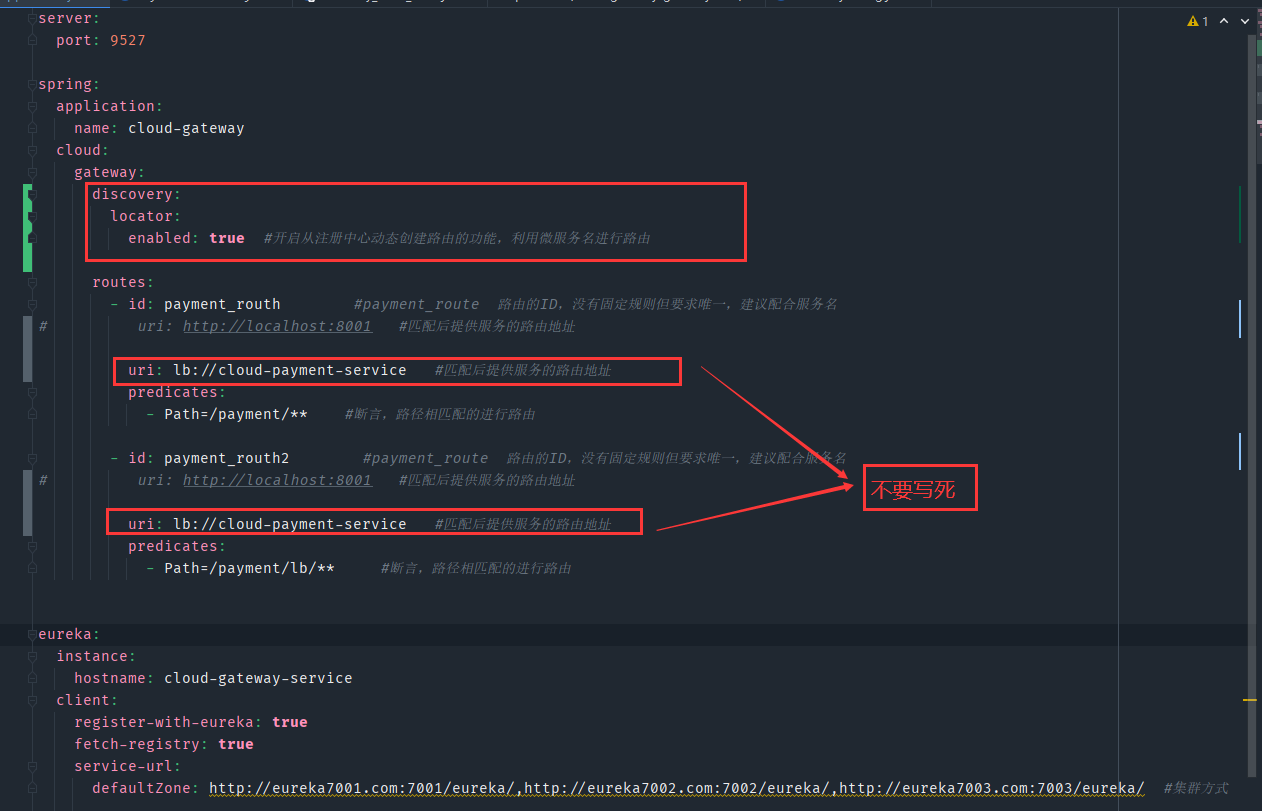 1
server:
port: 9527
spring:
application:
name: cloud-gateway
cloud:
gateway:
discovery:
locator:
enabled: true #开启从注册中心动态创建路由的功能，利用微服务名进行路由
routes:
- id: payment_routh #payment_route 路由的ID，没有固定规则但要求唯一，建议配合服务名
# uri: http://localhost:8001 #匹配后提供服务的路由地址
uri: lb://cloud-payment-service #匹配后提供服务的路由地址
predicates:
- Path=/payment/** #断言，路径相匹配的进行路由
- id: payment_routh2 #payment_route 路由的ID，没有固定规则但要求唯一，建议配合服务名
# uri: http://localhost:8001 #匹配后提供服务的路由地址
不要写死
uri: lb://cloud-payment-service #匹配后提供服务的路由地址
predicates:
- Path=/payment/lb/** #断言，路径相匹配的进行路由
eureka:
instance:
hostname: cloud-gateway-service
client:
register-with-eureka: true
fetch-registry: true
service-url:
defaultZone: http://eureka7001.com:7001/eureka/,http://eureka7002.com:7002/eureka/,http://eureka7003.com:7003/eureka/ #集群方式